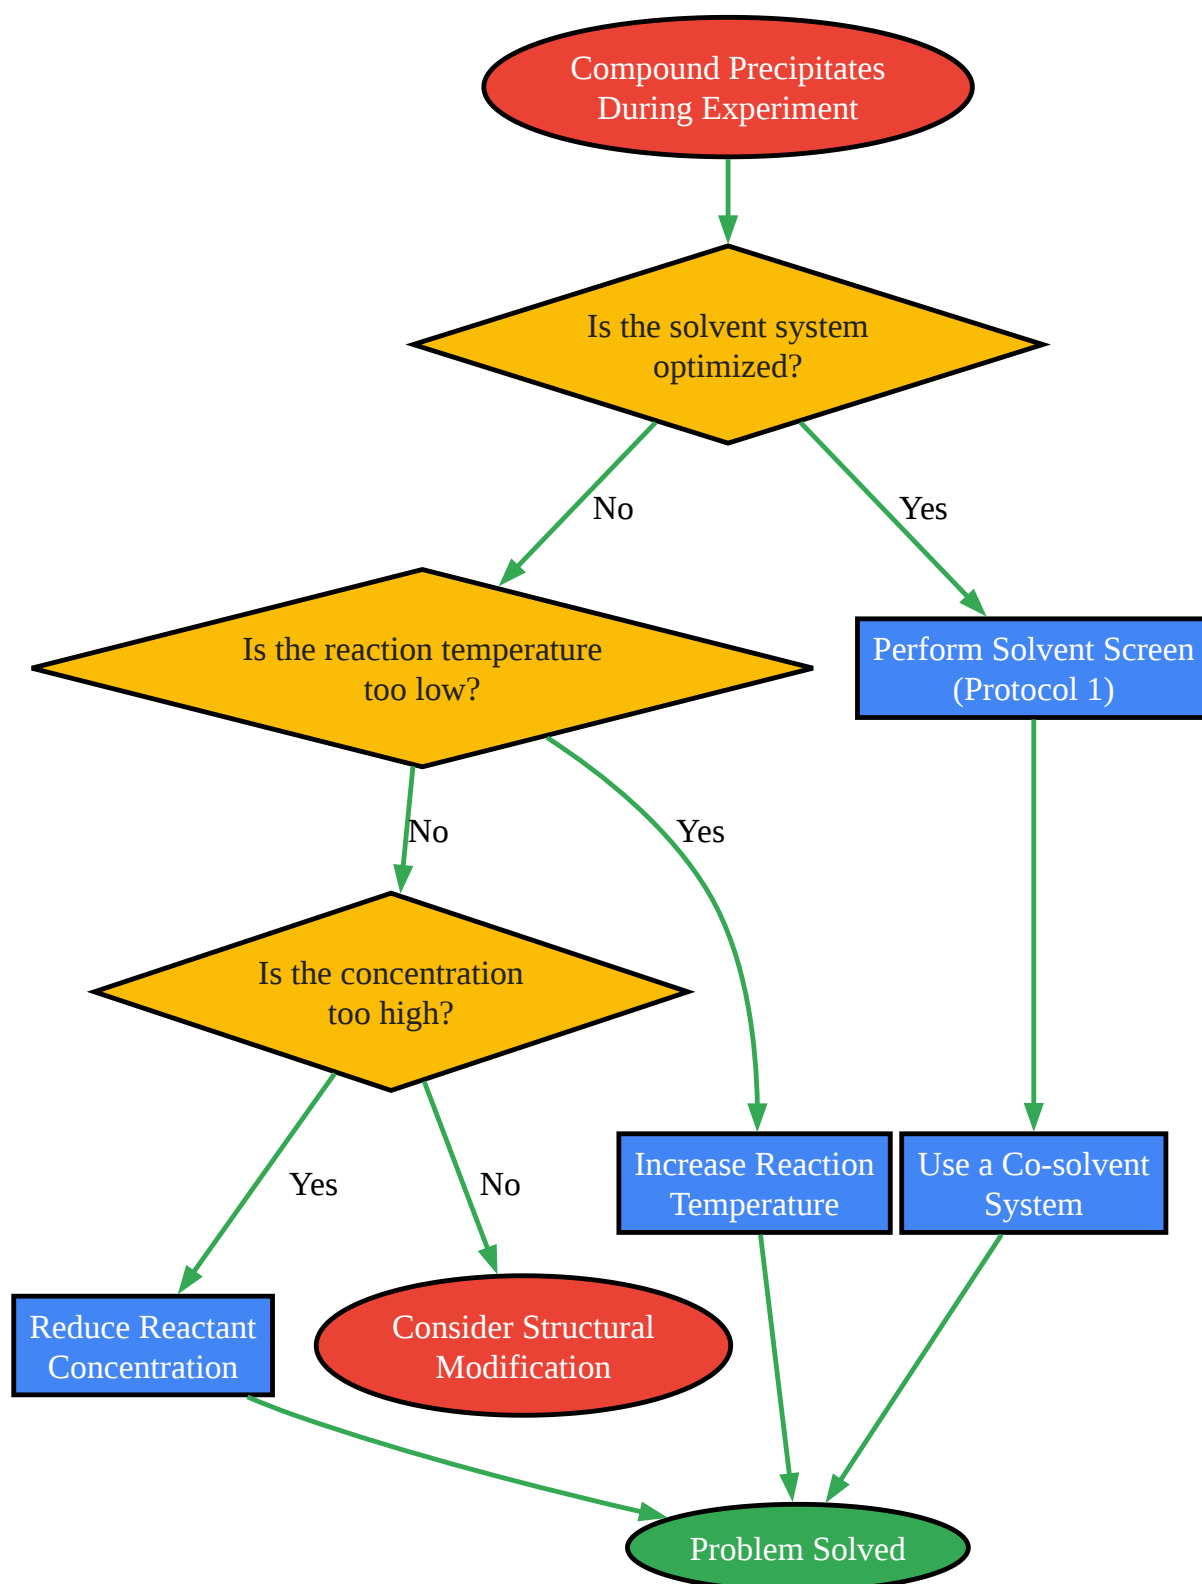 Compound Precipitates
During Experiment
Is the solvent system
optimized?
No
Yes
Is the reaction temperature
too low?
Perform Solvent Screen
(Protocol 1)
No
Yes
Is the concentration
too high?
Increase Reaction
Temperature
Use a Co-solvent
System
Yes
No
Reduce Reactant
Concentration
Consider Structural
Modification
Problem Solved